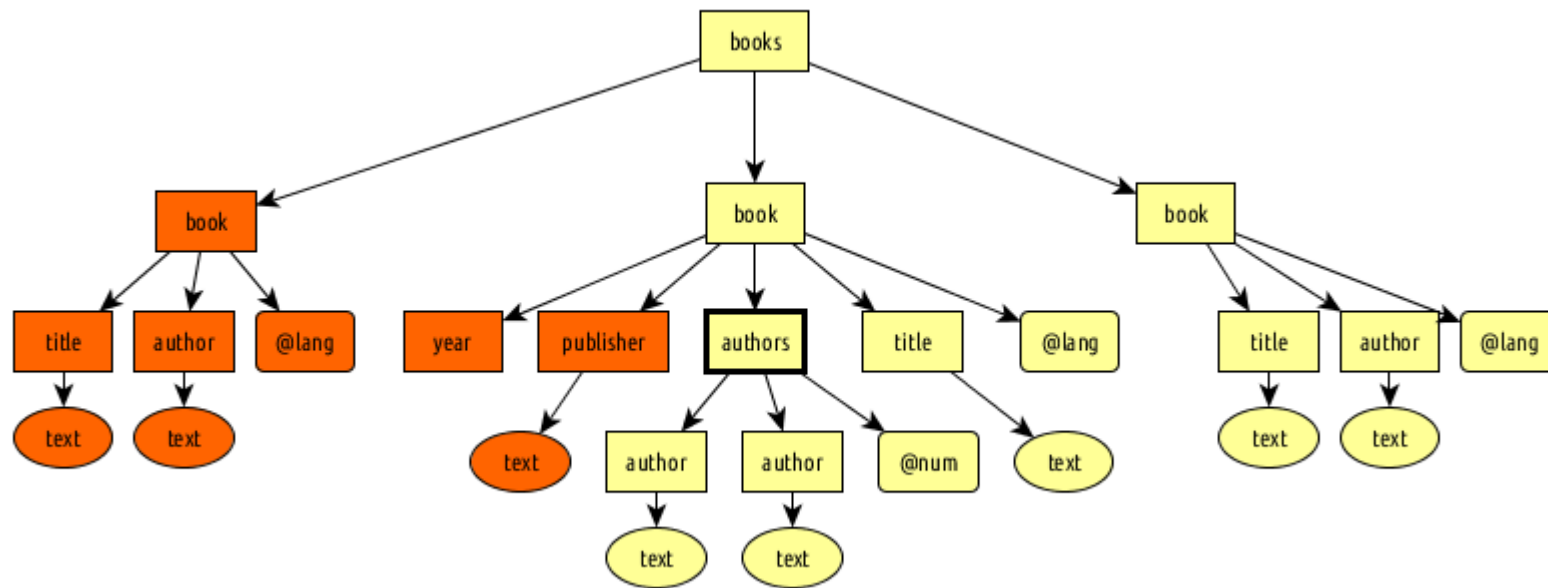 books
book
book
book
title
author
@lang
year
publisher
authors
title
@lang
title
author
@lang
text
text
text
author
author
@num
text
text
text
text
text